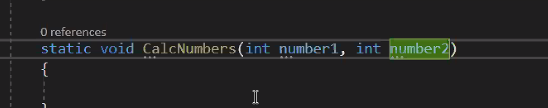 0 references
static void CalcNumbers(int number1, int number2)
{